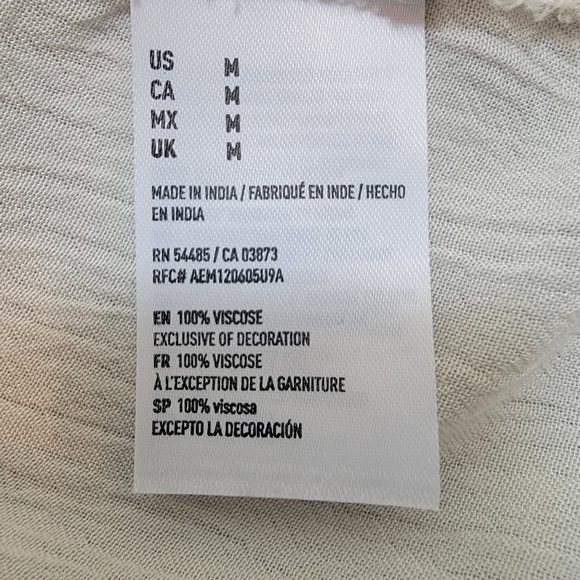 US M
CA M
MX M
UK M
MADE IN INDIA / FABRIQUÉ EN INDE / HECHO
EN INDIA
RN 54485 / CA 03873
RFC# AEM120605U9A
EN 100% VISCOSE
EXCLUSIVE OF DECORATION
FR 100% VISCOSE
À L'EXCEPTION DE LA GARNITURE
SP 100% viscosa
EXCEPTO LA DECORACIÓN